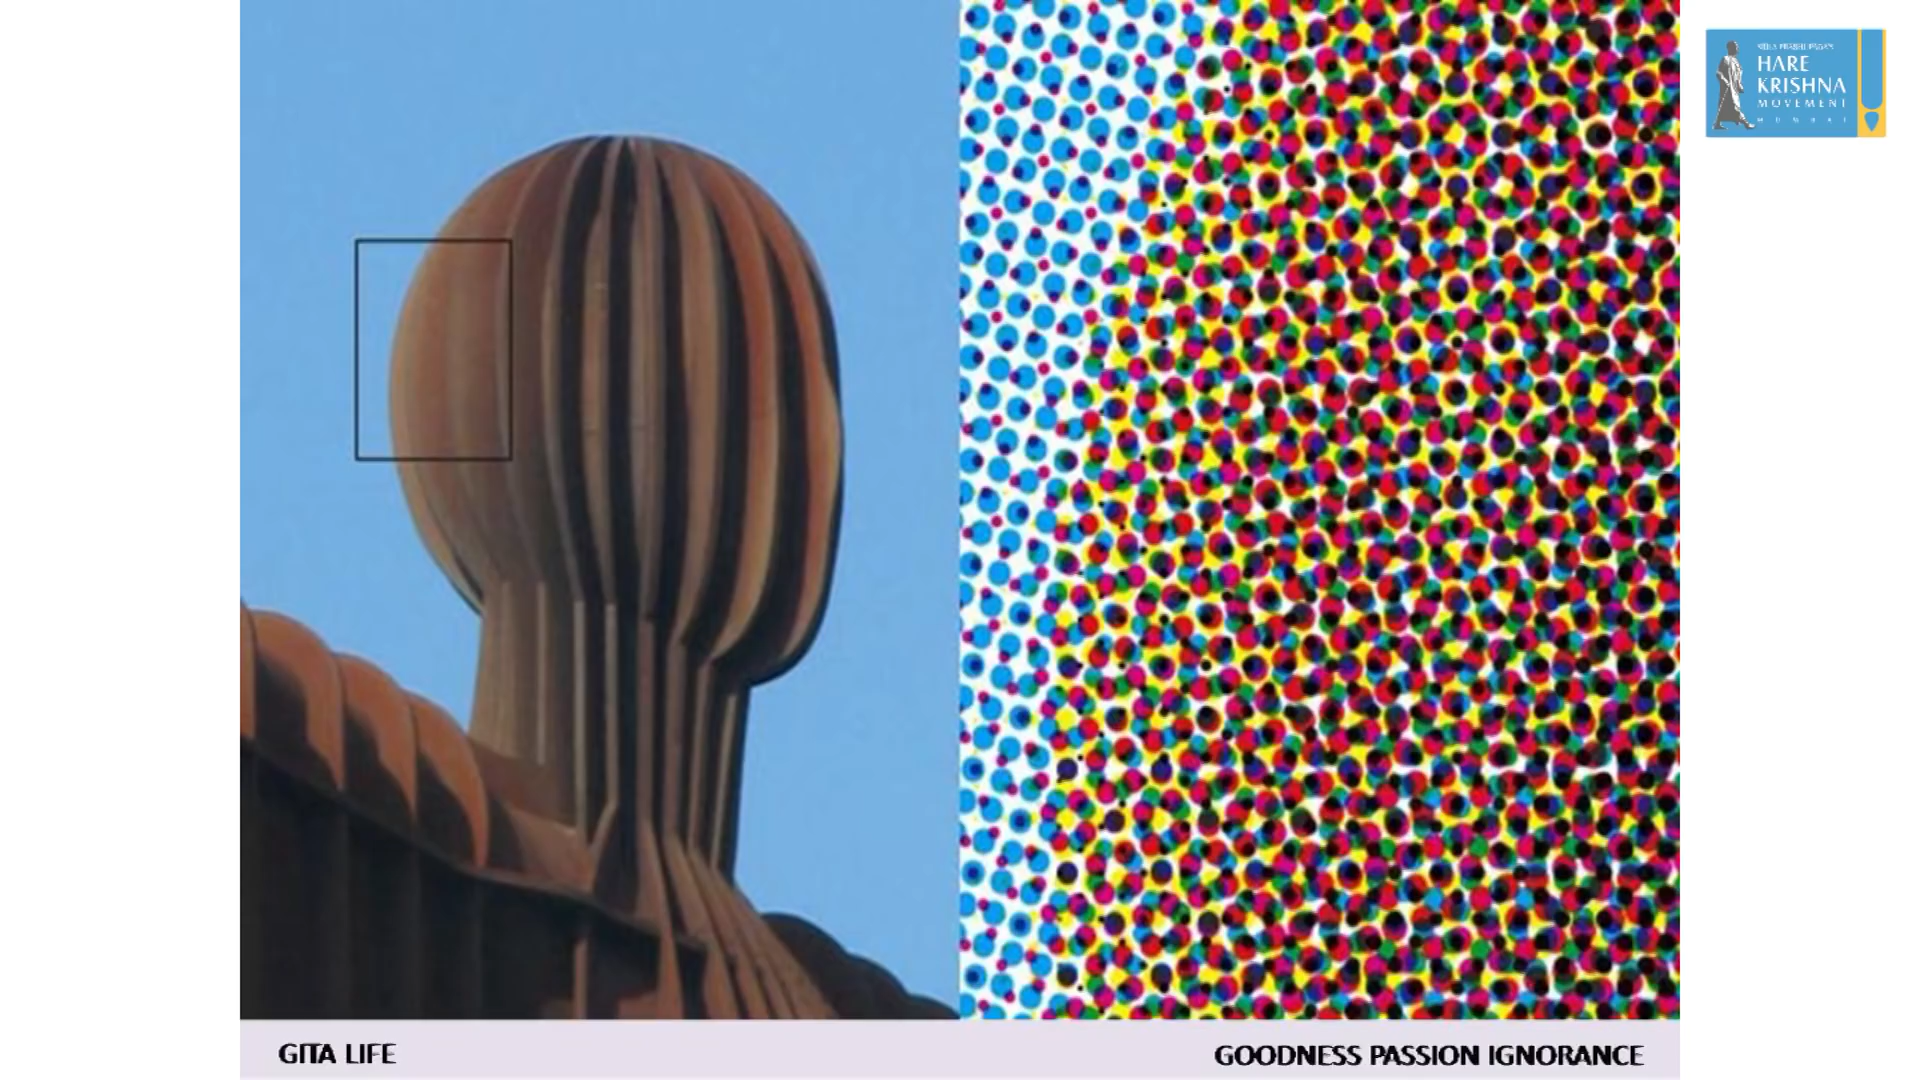 HARE
KRISHNA
MOVEMENT
GITA LIFE
GOODNESS PASSION IGNORANCE